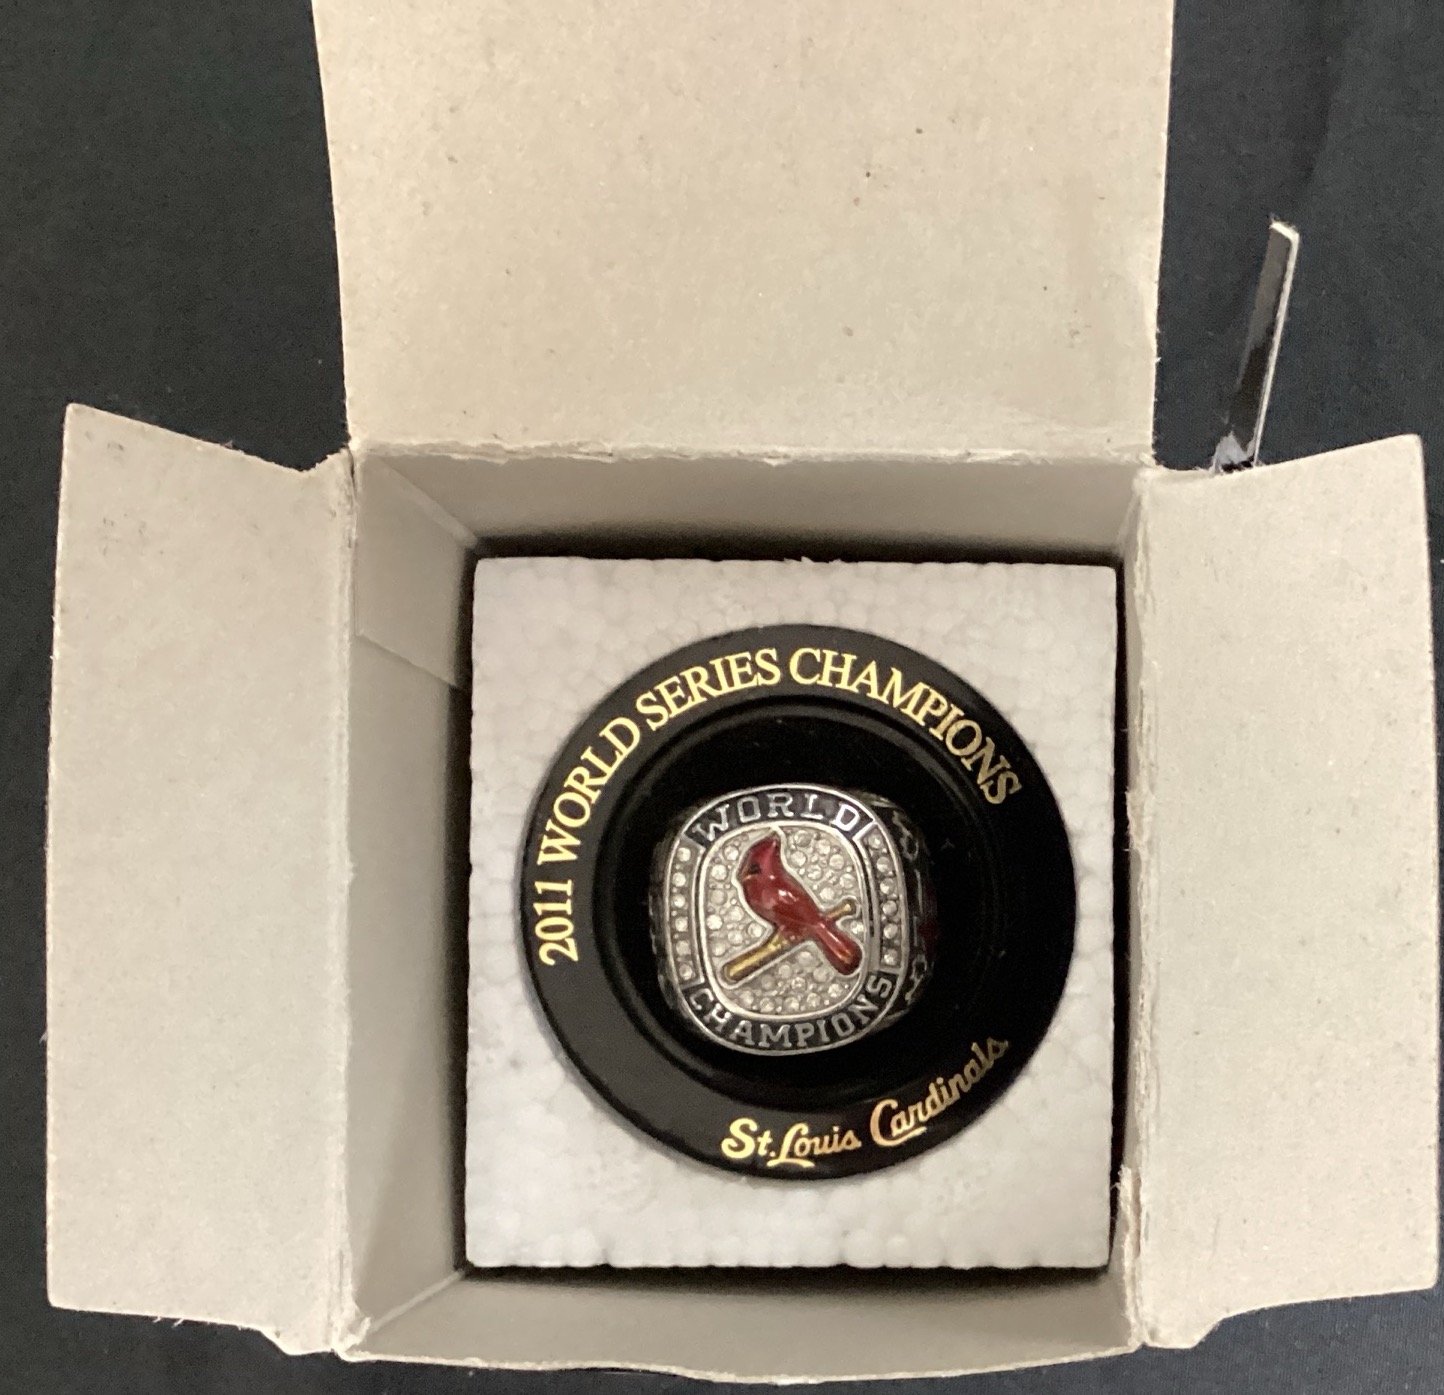 2011 WORLD SERIES CHAMPIONS
WORLD
CHAMPIONS
St. Louis Cardinals